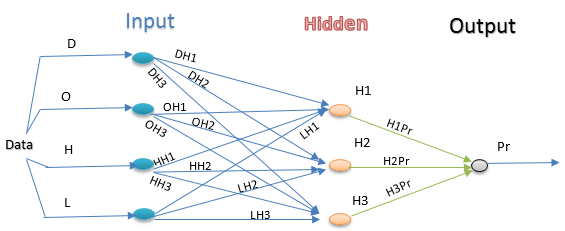 Input
Hidden
Output
D
DH1
DH2
DH3
O
OH1
H1
OH2
OH3
LH1
H1Pr
Data
H
HH1
HH2
H2
H2Pr
Pr
HH3
LH2
H3Pr
L
LH3
H3